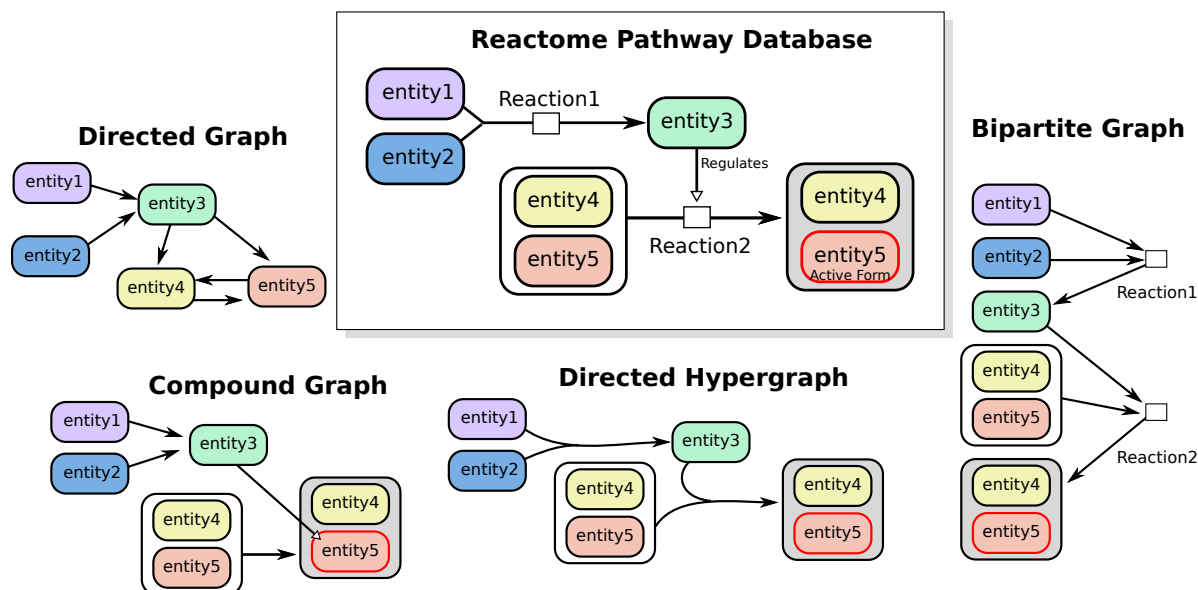 Reactome Pathway Database
entity1
Reaction1
entity2
entity3
Regulates
entity4
entity5
Reaction2
entity4
entity5
Active Form
Directed Graph
entity1
entity2
entity3
entity4
entity5
Bipartite Graph
entity1
entity2
Reaction1
entity3
entity4
entity5
Reaction2
entity4
entity5
Compound Graph
entity1
entity2
entity3
entity4
entity5
entity4
entity5
Directed Hypergraph
entity1
entity2
entity3
entity4
entity5
entity4
entity5